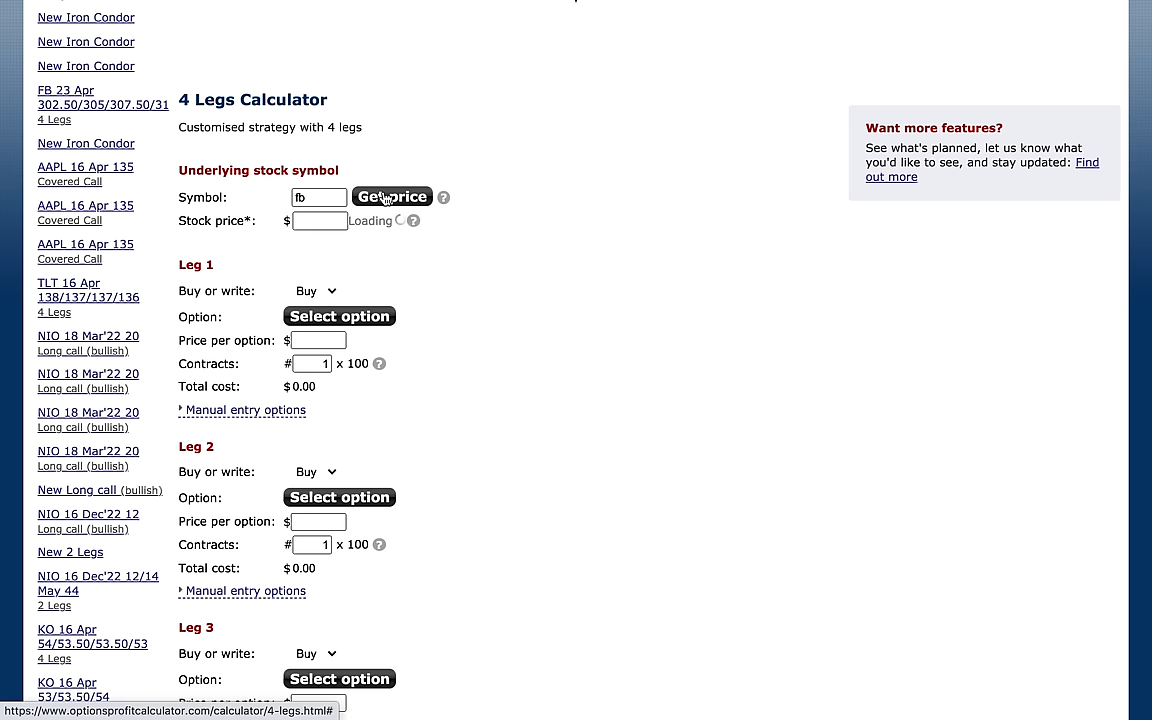 New Iron Condor
New Iron Condor
New Iron Condor
FB 23 Apr
302.50/305/307.50/31
4 Legs
New Iron Condor
AAPL 16 Apr 135
Covered Call
AAPL 16 Apr 135
Covered Call
AAPL 16 Apr 135
Covered Call
TLT 16 Apr
138/137/137/136
4 Legs
NIO 18 Mar'22 20
Long call (bullish)
NIO 18 Mar'22 20
Long call (bullish)
NIO 18 Mar'22 20
Long call (bullish)
NIO 18 Mar'22 20
Long call (bullish)
New Long call (bullish)
NIO 16 Dec'22 12
Long call (bullish)
New 2 Legs
NIO 16 Dec'22 12/14
May 44
2 Legs
KO 16 Apr
54/53.50/53.50/53
4 Legs
KO 16 Apr
53/53.50/54
4 Legs Calculator
Customised strategy with 4 legs
Underlying stock symbol
Symbol: fb Get price ?
Stock price*: $ Loading ?
Leg 1
Buy or write: Buy
Option: Select option
Price per option: $
Contracts: # 1 x 100 ?
Total cost: $0.00
Manual entry options
Leg 2
Buy or write: Buy
Option: Select option
Price per option: $
Contracts: # 1 x 100 ?
Total cost: $0.00
Manual entry options
Leg 3
Buy or write: Buy
Option: Select option
Price per option: $
Want more features?
See what's planned, let us know what
you'd like to see, and stay updated: Find
out more
https://www.optionsprofitcalculator.com/calculator/4-legs.html#